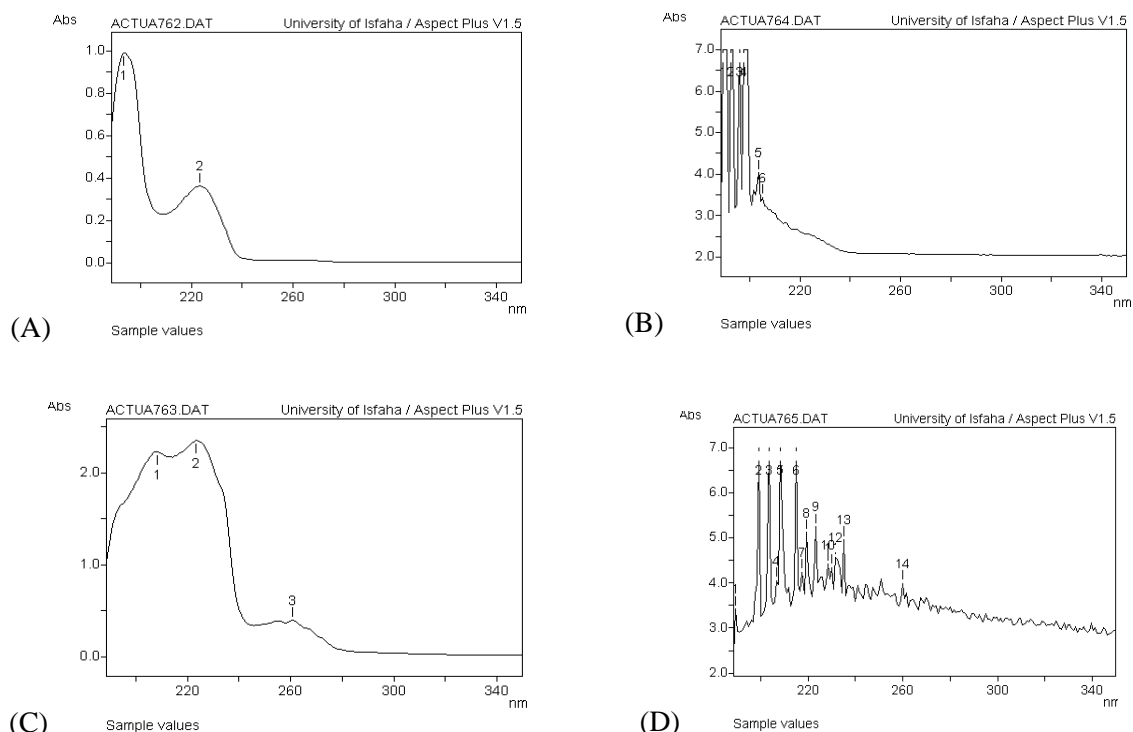 Abs ACTUA762.DAT University of Isfaha / Aspect Plus V1.5
1.0
0.8
0.6
0.4
0.2
0.0
1
2
220 260 300 340
nm
Sample values
(A)
Abs ACTUA764.DAT University of Isfaha / Aspect Plus V1.5
7.0
6.0
5.0
4.0
3.0
2.0
2 3 4
5
6
220 260 300 340
nm
Sample values
(B)
Abs ACTUA763.DAT University of Isfaha / Aspect Plus V1.5
2.0
1.0
0.0
1
2
3
220 260 300 340
nm
Sample values
(C)
Abs ACTUA765.DAT University of Isfaha / Aspect Plus V1.5
7.0
6.0
5.0
4.0
3.0
2.0
2 3 5 6
4 7 8 9 10 12 13 14
220 260 300 340
nm
Sample values
(D)